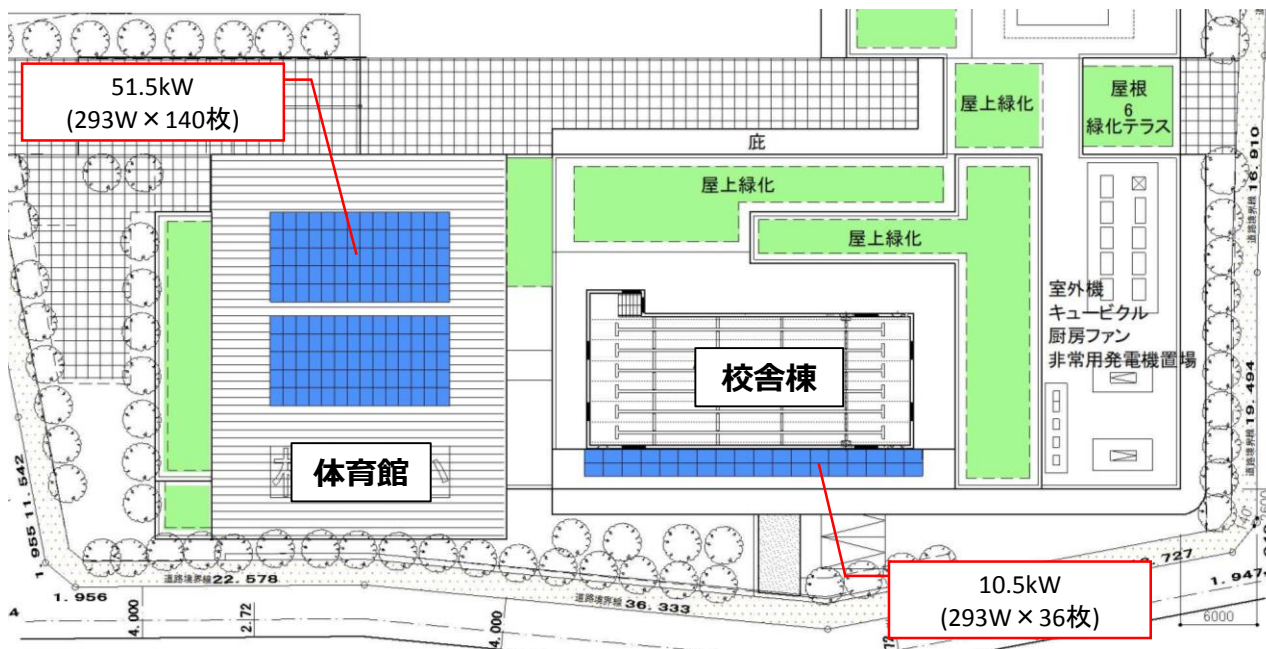 51.5kW
(293W×140枚)
屋上緑化
屋根
6
緑化テラス
庇
屋上緑化
屋上緑化
道路境界線 16.910
室外機
キュービクル
厨房ファン
非常用発電機置場
校舎棟
体育館
道路境界線 19.494
11.542
1.955
1.956
道路境界線 22.578
道路境界線 36.333
4.000
2.72
4.000
140°
727
1.947
6000
10.5kW
(293W×36枚)
72